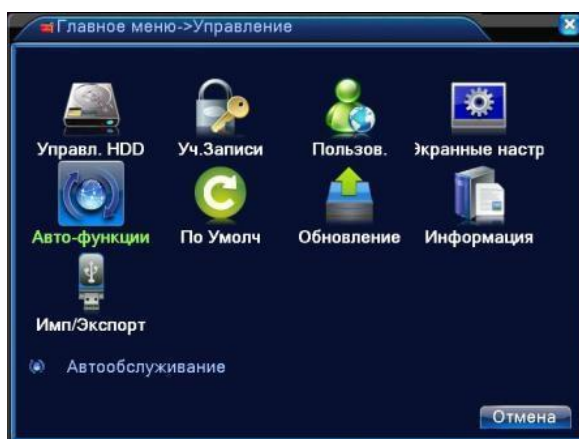 Главное меню->Управление
Управл. HDD Уч.Записи Пользов. Экранные настр
Авто-функции По Умолч Обновление Информация
Имп/Экспорт
Автообслуживание
Отмена